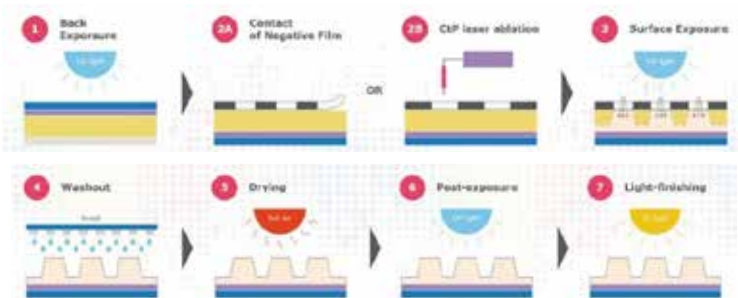 1
Back
Exporsure
UV light
2A
Contact
of Negative Film
OR
2B
CtP laser ablation
3
Surface Exposure
UV light
4
Washout
5
Drying
Hot air
6
Post-exposure
UV light
7
Light-finishing